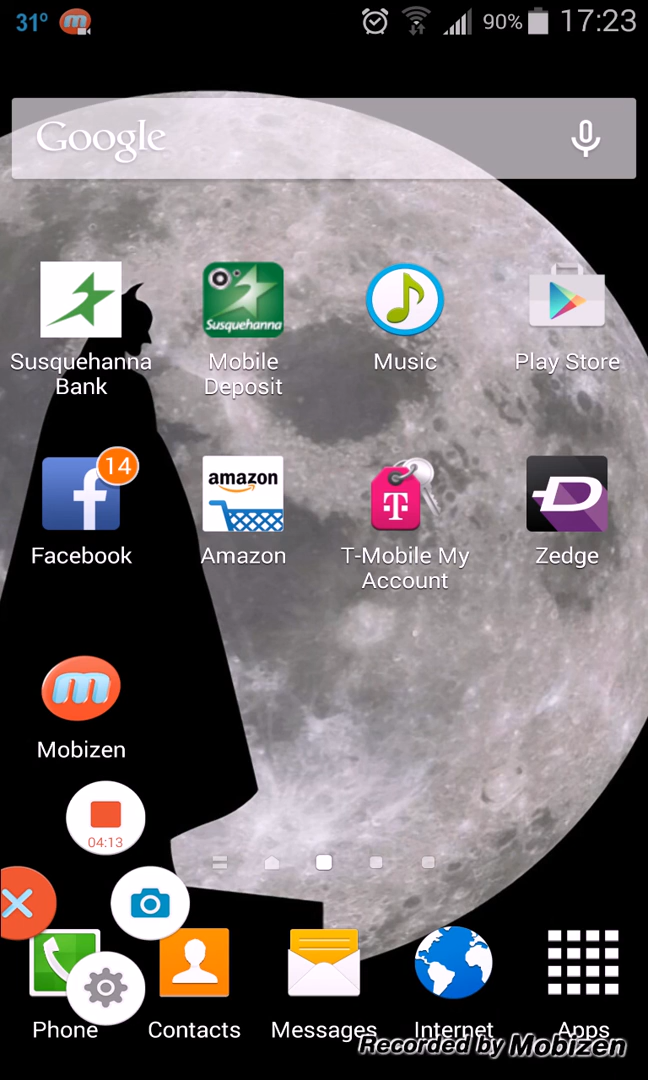 31°
m
90%
17:23
Google
Susquehanna
Susquehanna
Bank
Mobile
Deposit
Music
Play Store
14
f
amazon
T
D
Facebook
Amazon
T-Mobile My
Account
Zedge
m
Mobizen
04:13
Phone
Contacts
Messages
Internet
Apps
Recorded by Mobizen